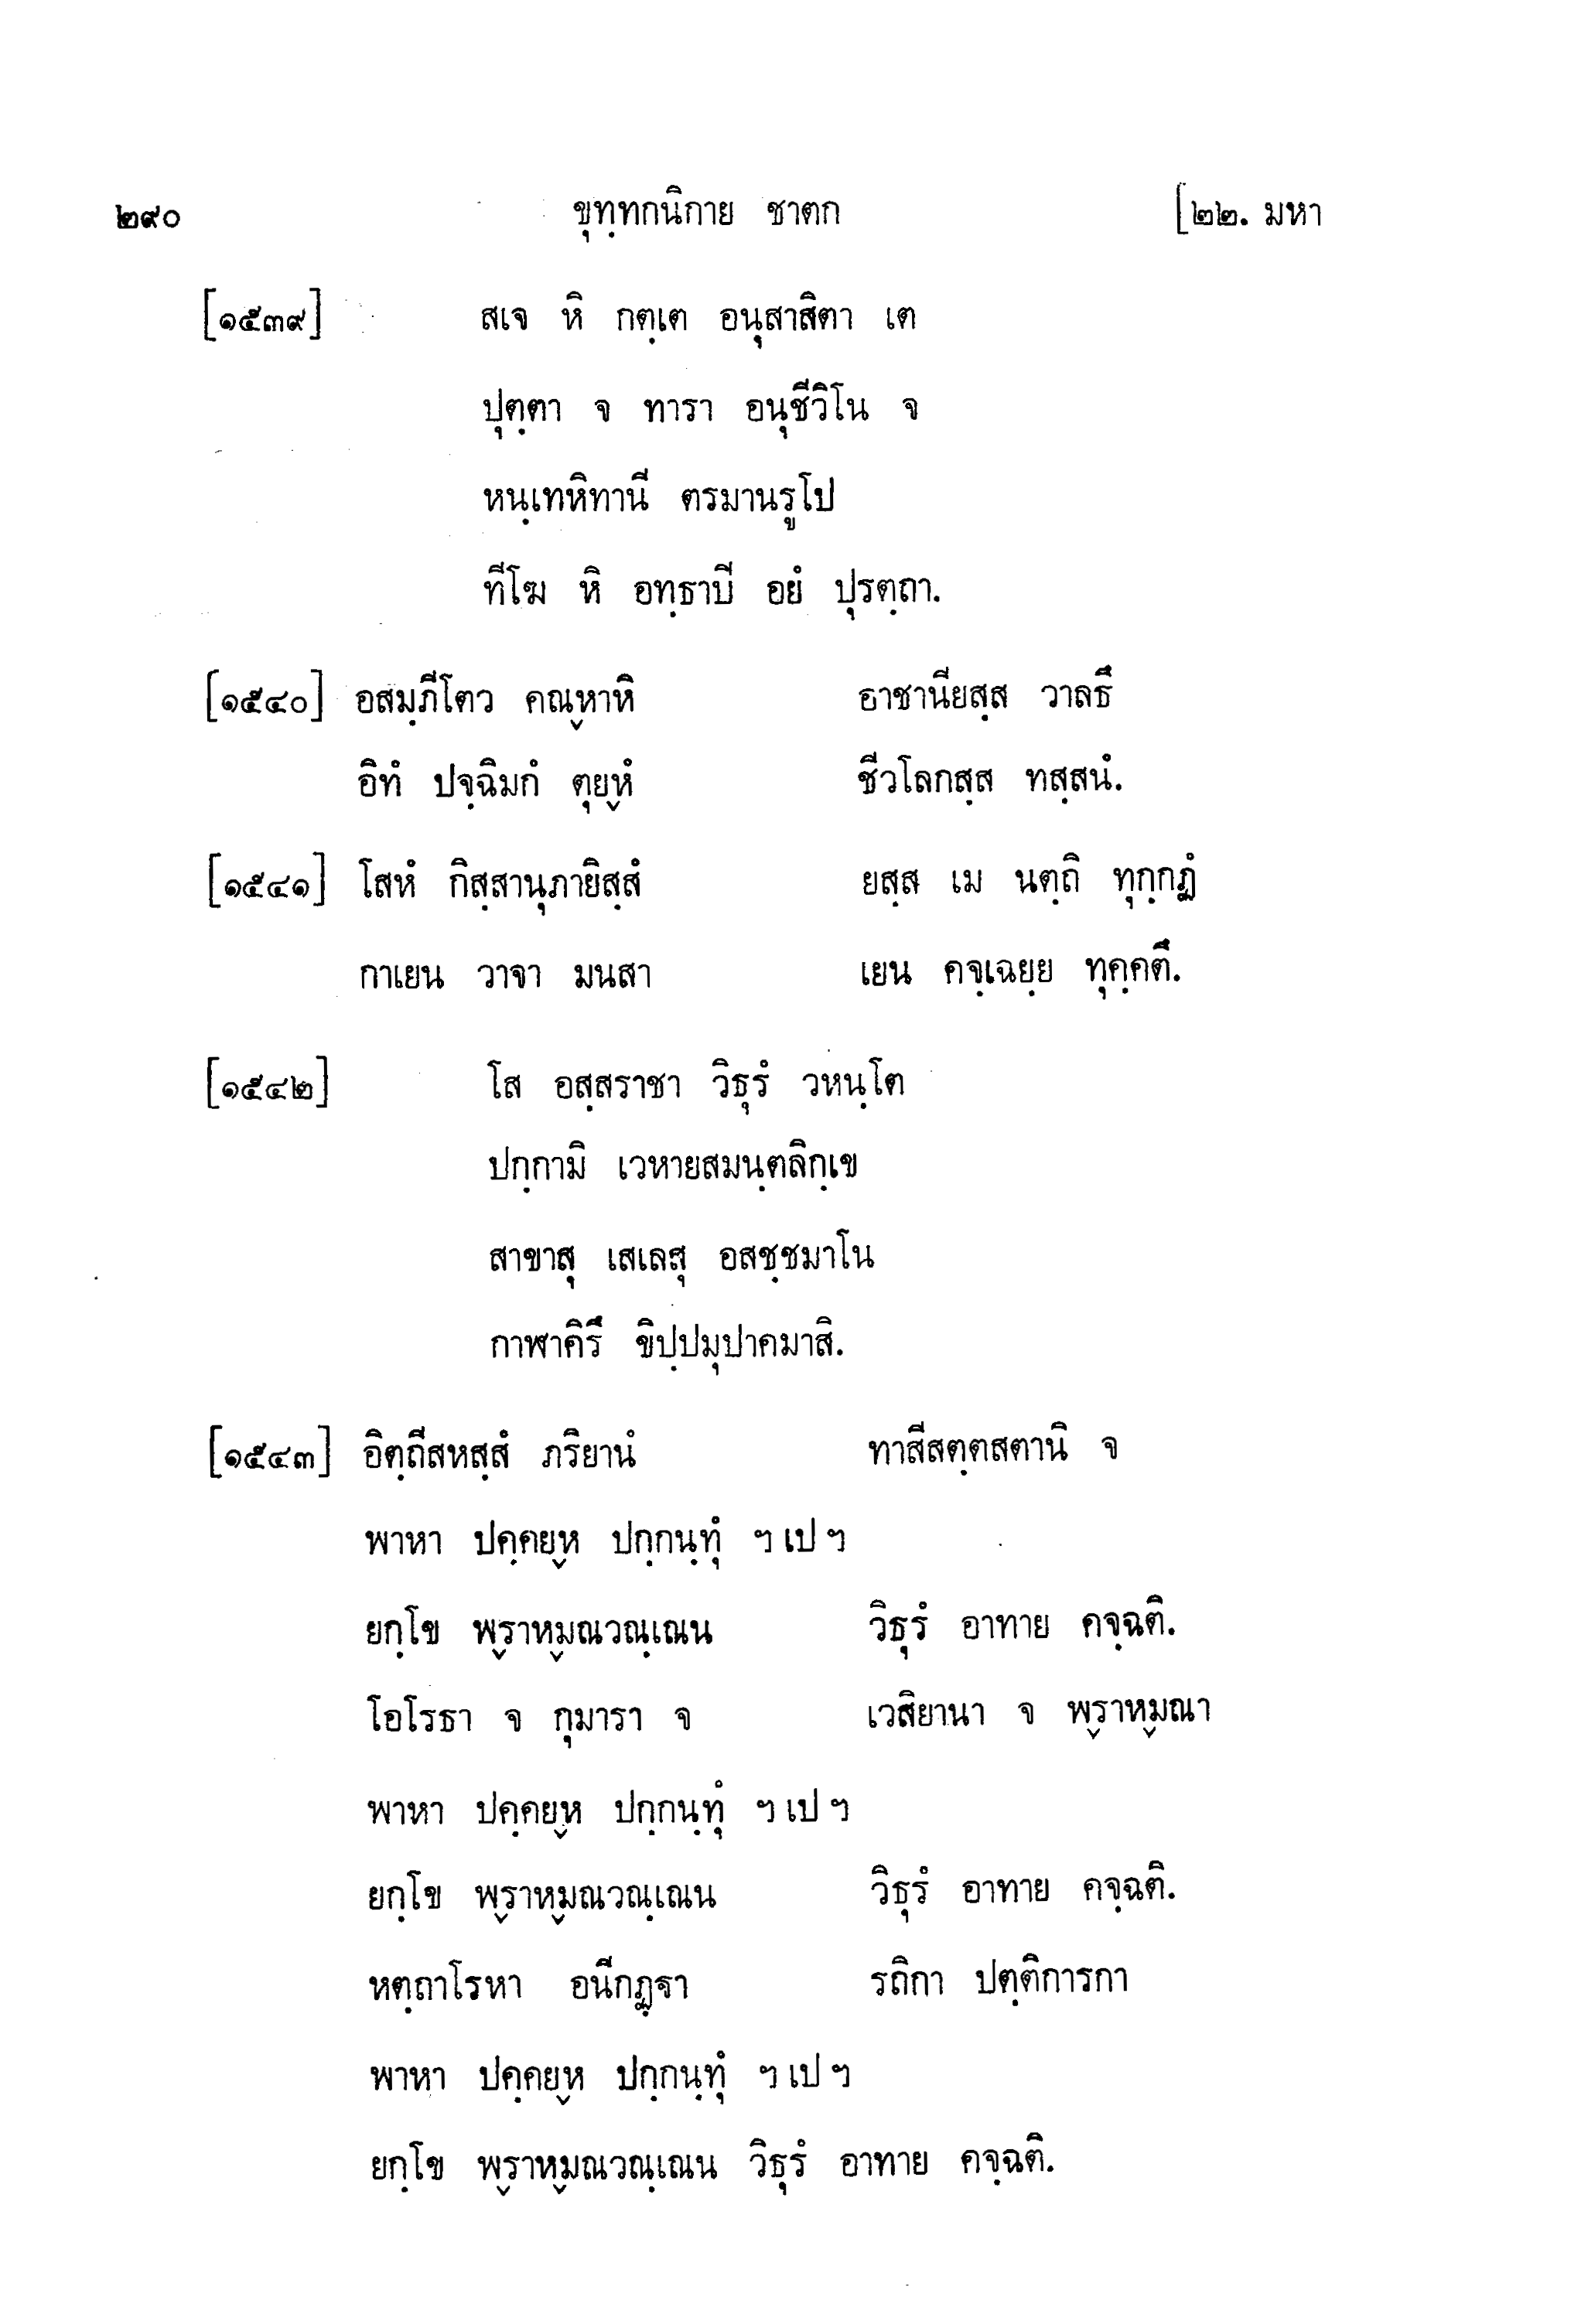 ๒๙๐ ขุทฺทกนิกาย ชาตก [๒๒. มหา
[๑๕๓๙] สเจ หิ กตฺเต อนุสาสิตา เต
ปุตฺตา จ ทารา อนุชีวิโน จ
หนฺเทหิทานี ตรมานรูโป
ทีโฆ หิ อทฺธาปี อยํ ปุรตฺถา.
[๑๕๔๐] อสมฺภีโตว คณฺหาหิ อาชานียสฺส วาลธึ
อิทํ ปจฺฉิมกํ ตุยฺหํ ชีวโลกสฺส ทสฺสนํ.
[๑๕๔๑] โสหํ กิสฺสานุภายิสฺสํ ยสฺส เม นตฺถิ ทุกฺกฏํ
กาเยน วาจา มนสา เยน คจฺเฉยฺย ทุคฺคตึ.
[๑๕๔๒] โส อสฺสราชา วิธุรํ วหนฺโต
ปกฺกามิ เวหายสมนฺตลิกฺเข
สาขาสุ เสเลสุ อสชฺชมาโน
กาฬาคิรึ ขิปฺปมุปาคมาสิ.
[๑๕๔๓] อิตฺถีสหสฺสํ ภริยานํ ทาสีสตฺตสตานิ จ
พาหา ปคฺคยฺห ปกฺกนฺทุํ ฯ เป ฯ
ยกฺโข พฺราหฺมณวณฺเณน วิธุรํ อาทาย คจฺฉติ.
โอโรธา จ กุมารา จ เวสิยานา จ พฺราหฺมณา
พาหา ปคฺคยฺห ปกฺกนฺทุํ ฯ เป ฯ
ยกฺโข พฺราหฺมณวณฺเณน วิธุรํ อาทาย คจฺฉติ.
หตฺถาโรหา อนีกฏฺฐา รถิกา ปตฺติการกา
พาหา ปคฺคยฺห ปกฺกนฺทุํ ฯ เป ฯ
ยกฺโข พฺราหฺมณวณฺเณน วิธุรํ อาทาย คจฺฉติ.